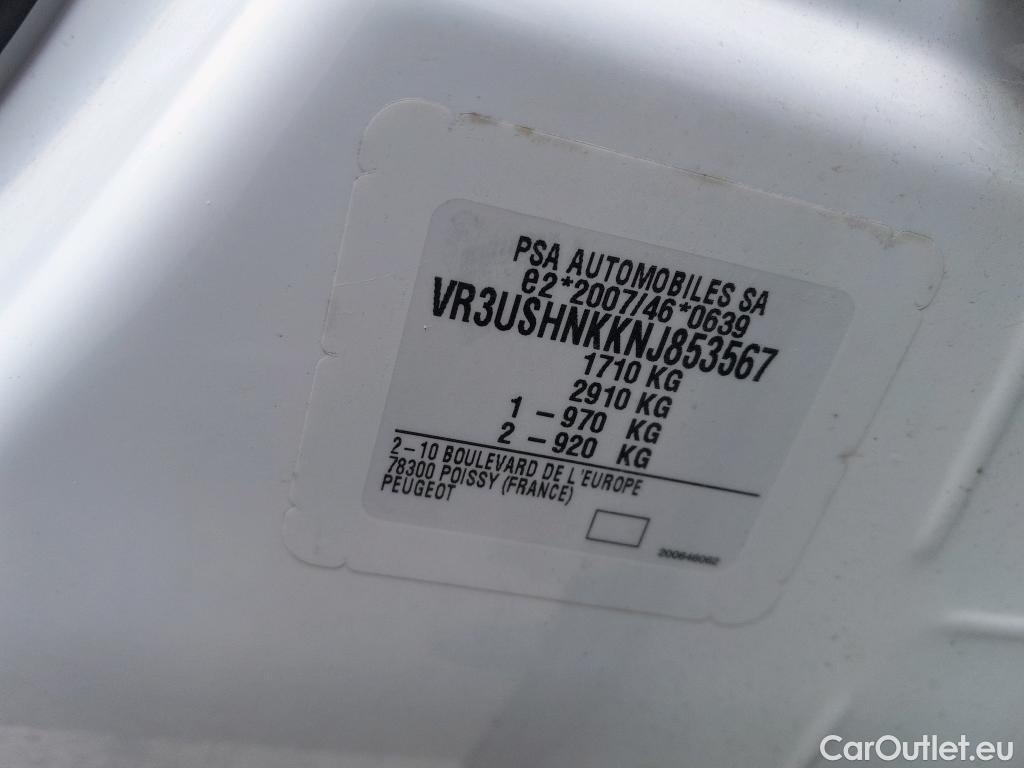 PSA AUTOMOBILES SA
e2*2007/46*0639
VR3USHNKKNJ853567
1710 KG
2910 KG
1 – 970 KG
2 – 920 KG
2 – 10 BOULEVARD DE L'EUROPE
78300 POISSY (FRANCE)
PEUGEOT
200646062
CarOutlet.eu